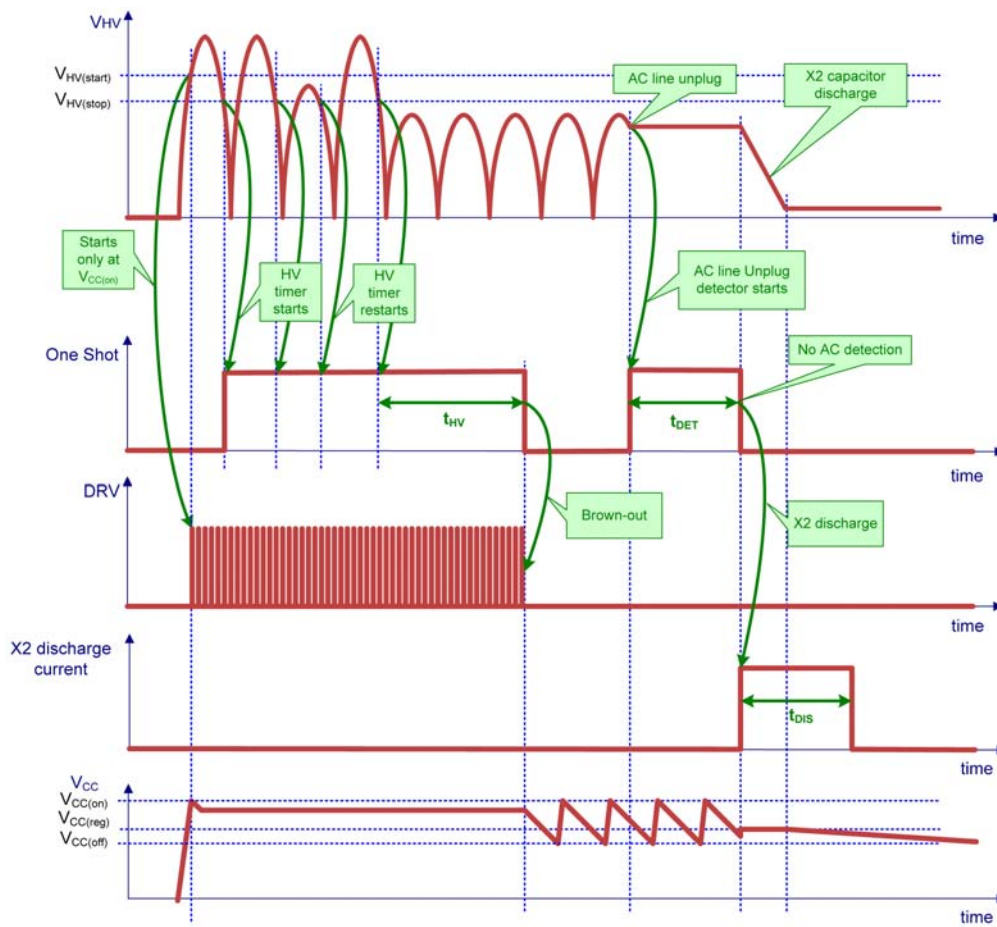 VHV
VHV(start)
VHV(stop)
AC line unplug
X2 capacitor
discharge
time
Starts
only at
VCC(on)
HV
timer
starts
HV
timer
restarts
AC line Unplug
detector starts
One Shot
No AC detection
tHV
tDET
time
DRV
Brown-out
X2 discharge
time
X2 discharge
current
tDIS
time
VCC
VCC(on)
VCC(reg)
VCC(off)
time